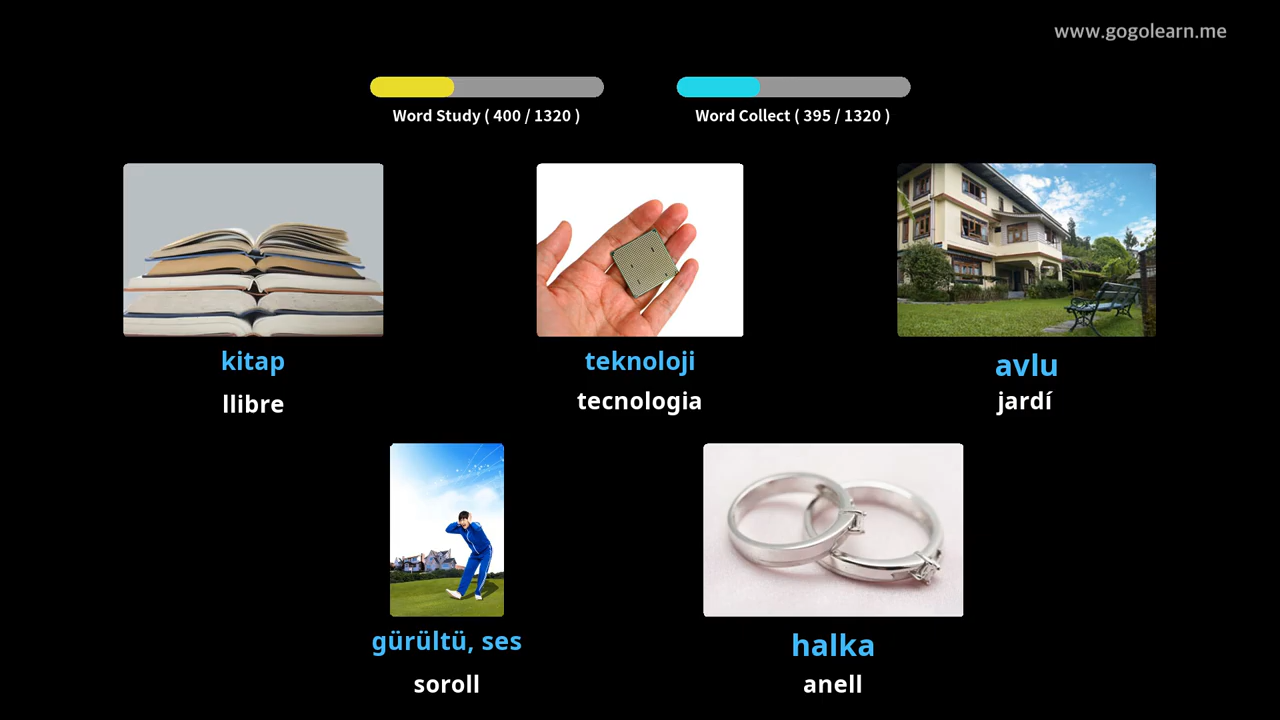 www.gogolearn.me
Word Study ( 400 / 1320 )
Word Collect ( 395 / 1320 )
kitap
llibre
teknoloji
tecnologia
avlu
jardí
gürültü, ses
soroll
halka
anell